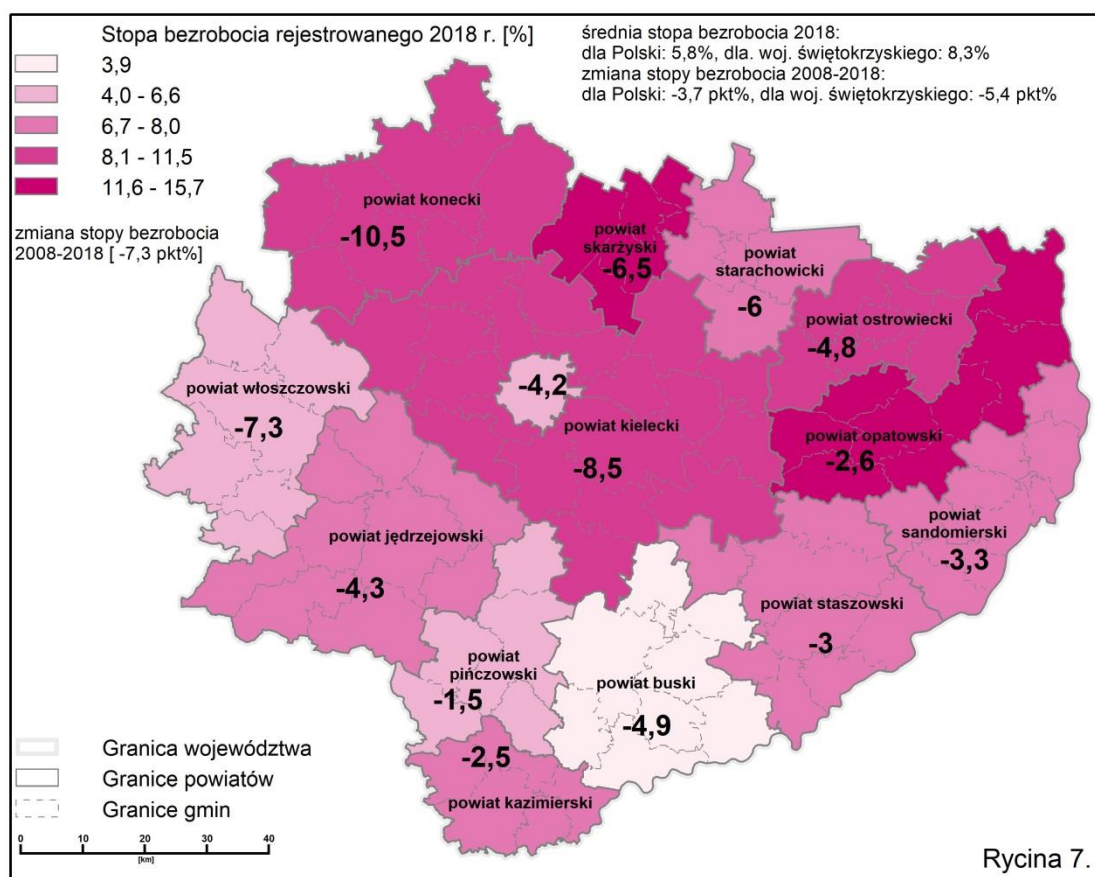 Stopa bezrobocia rejestrowanego 2018 r. [%]
3,9
4,0 - 6,6
6,7 - 8,0
8,1 - 11,5
11,6 - 15,7
zmiana stopy bezrobocia
2008-2018 [ -7,3 pkt%]
średnia stopa bezrobocia 2018:
dla Polski: 5,8%, dla. woj. świętokrzyskiego: 8,3%
zmiana stopy bezrobocia 2008-2018:
dla Polski: -3,7 pkt%, dla woj. świętokrzyskiego: -5,4 pkt%
powiat konecki
-10,5
powiat
skarżyski
-6,5
powiat
starachowicki
-6
powiat ostrowiecki
-4,8
powiat włoszczowski
-7,3
-4,2
powiat kielecki
-8,5
powiat opatowski
-2,6
powiat
sandomierski
-3,3
powiat jędrzejowski
-4,3
powiat staszowski
-3
powiat
pińczowski
-1,5
powiat buski
-4,9
-2,5
powiat kazimierski
Granica województwa
Granice powiatów
Granice gmin
0 10 20 30 40
[km]
Rycina 7.